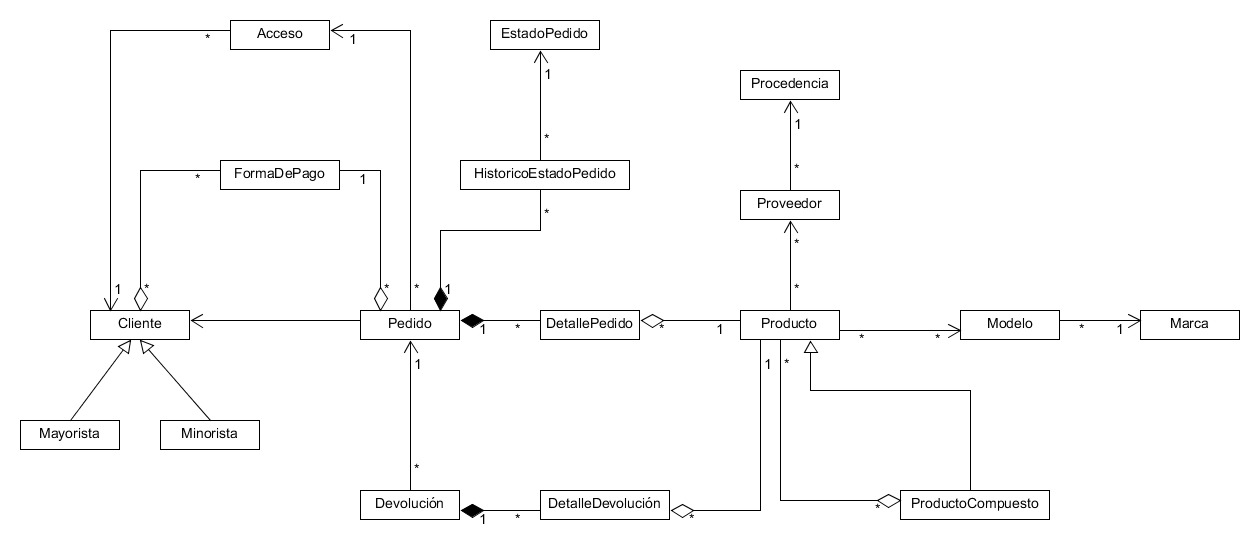 Acceso
* 1
EstadoPedido
1
Procedencia
1
*
*
FormaDePago
* 1
HistoricoEstadoPedido
*
Proveedor
*
1 * * * 1 *
Cliente
Pedido
1 *
DetallePedido
* 1
Producto
* *
Modelo
* 1
Marca
1 1 *
Mayorista
Minorista
*
Devolución
1 *
DetalleDevolución
*
*
ProductoCompuesto